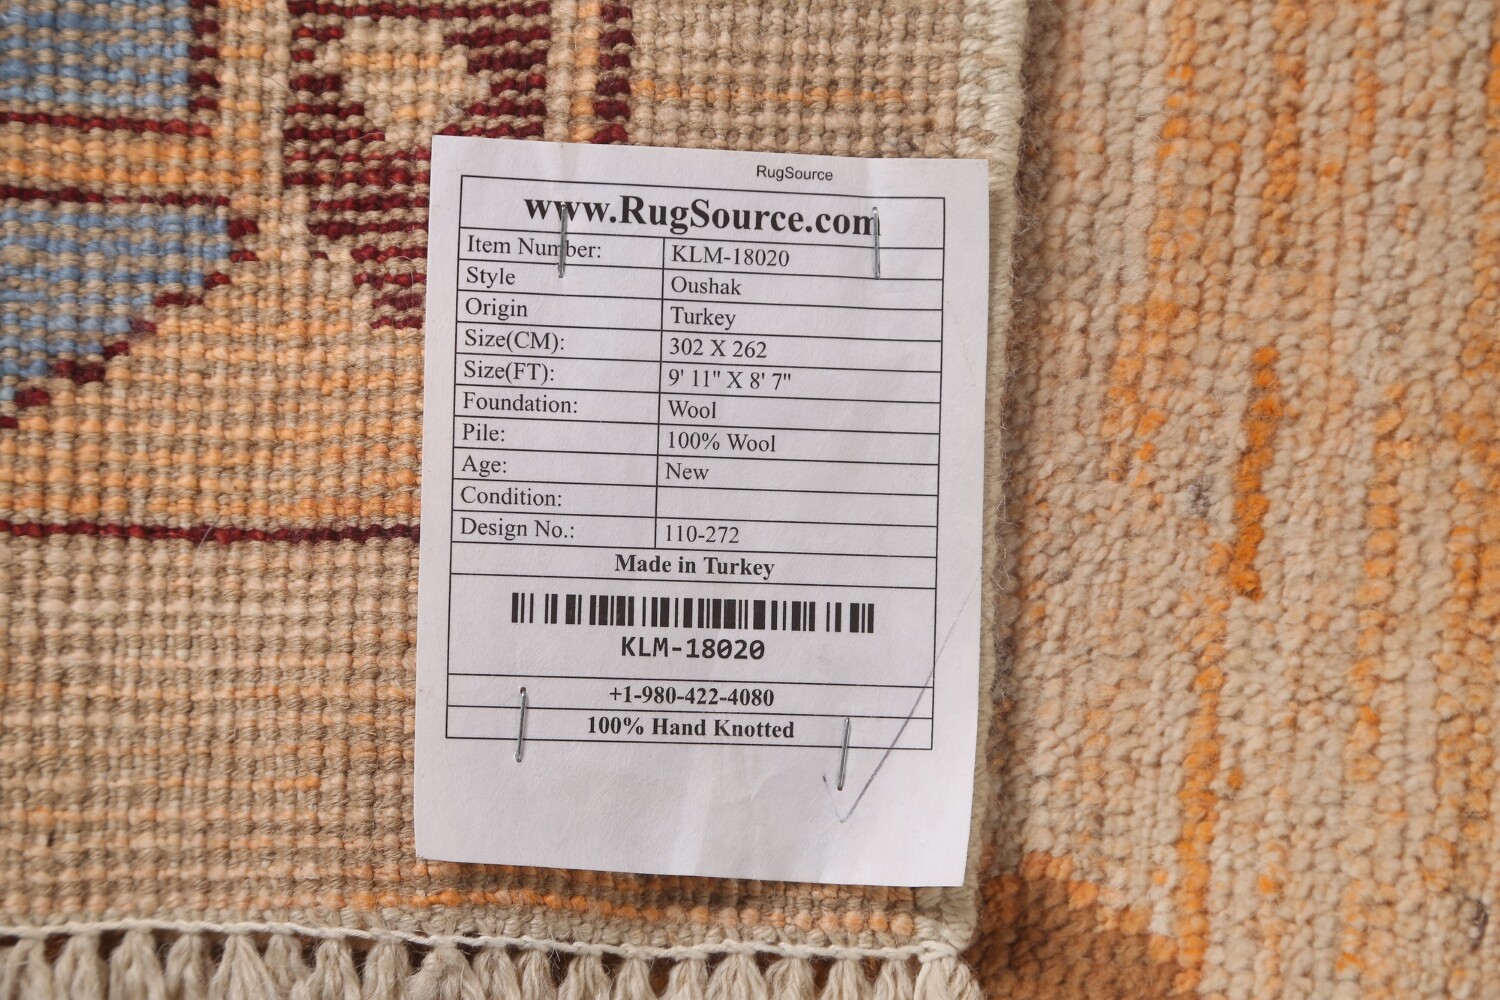 RugSource
www.RugSource.com
Item Number: KLM-18020
Style Oushak
Origin Turkey
Size(CM): 302 X 262
Size(FT): 9' 11" X 8' 7"
Foundation: Wool
Pile: 100% Wool
Age: New
Condition:
Design No.: 110-272
Made in Turkey
KLM-18020
+1-980-422-4080
100% Hand Knotted